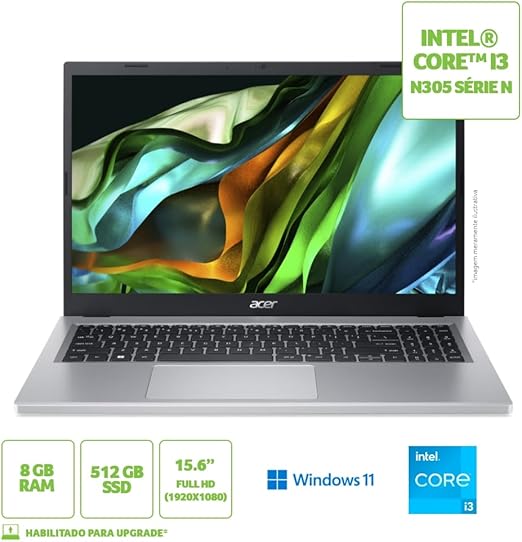 INTEL®
CORE™ I3
N305 SÉRIE N
*imagem meramente ilustrativa
acer
8 GB
RAM
512 GB
SSD
15.6”
FULL HD
(1920X1080)
Windows 11
intel.
CORE
i3
HABILITADO PARA UPGRADE*